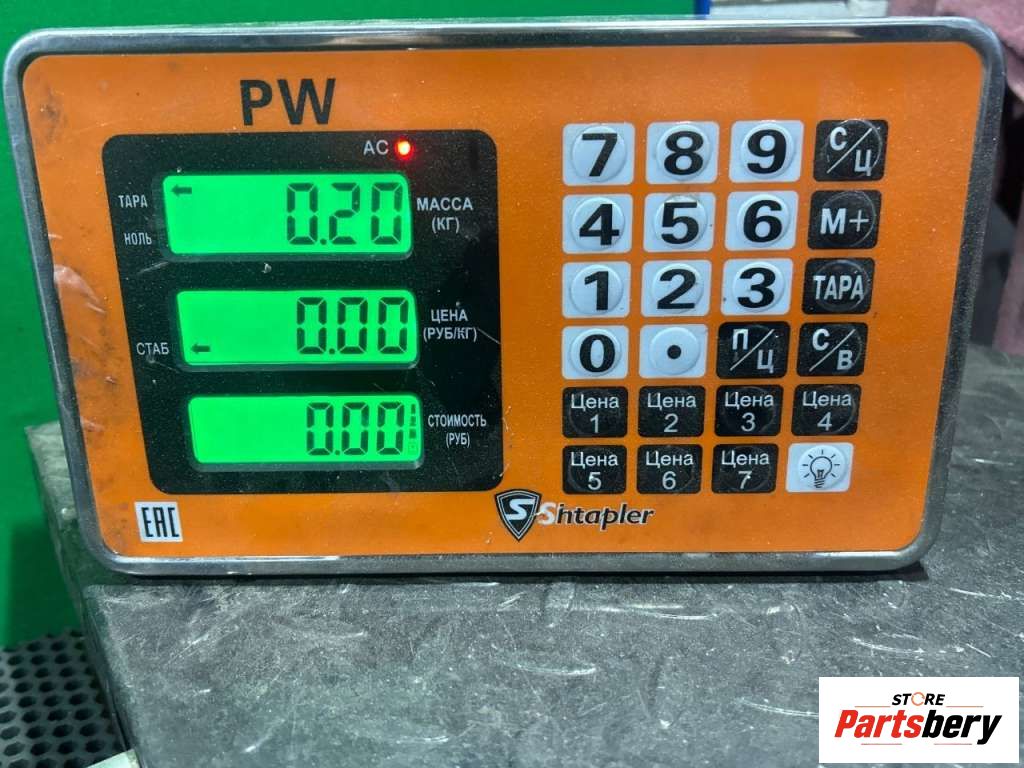 PW
AC
ТАРА
НОЛЬ
0.20
МАССА
(КГ)
СТАБ
0.00
ЦЕНА
(РУБ/КГ)
0.00
СТОИМОСТЬ
(РУБ)
7 8 9 С/Ц
4 5 6 М+
1 2 3 ТАРА
0 . П/Ц С/В
Цена 1 Цена 2 Цена 3 Цена 4
Цена 5 Цена 6 Цена 7
EAC
S Shtapler
STORE
Partsbery